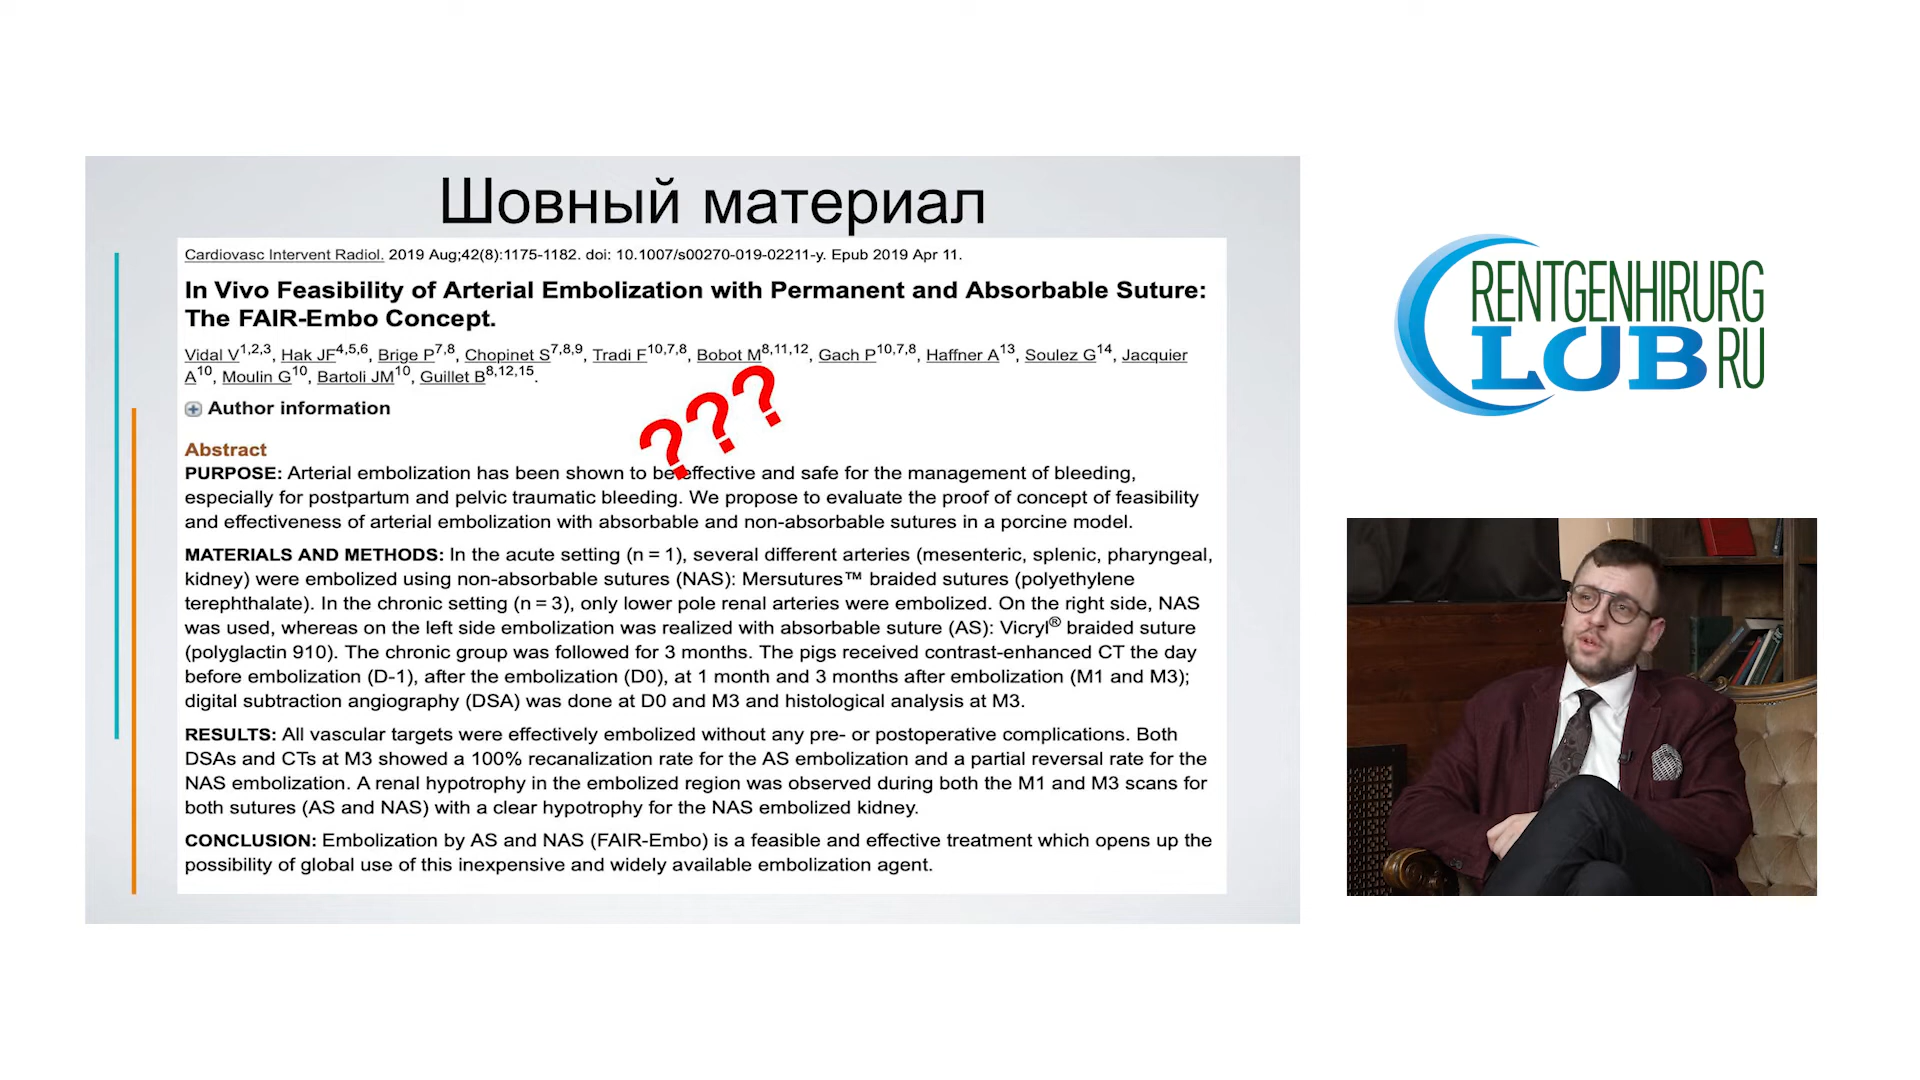 Шовный материал
Cardiovasc Intervent Radiol. 2019 Aug;42(8):1175-1182. doi: 10.1007/s00270-019-02211-y. Epub 2019 Apr 11.
In Vivo Feasibility of Arterial Embolization with Permanent and Absorbable Suture:
The FAIR-Embo Concept.
Vidal V1,2,3, Hak JF4,5,6, Brige P7,8, Chopinet S7,8,9, Tradi F10,7,8, Bobot M8,11,12, Gach P10,7,8, Haffner A13, Soulez G14, Jacquier
A10, Moulin G10, Bartoli JM10, Guillet B8,12,15.
Author information
???
Abstract
PURPOSE: Arterial embolization has been shown to be effective and safe for the management of bleeding,
especially for postpartum and pelvic traumatic bleeding. We propose to evaluate the proof of concept of feasibility
and effectiveness of arterial embolization with absorbable and non-absorbable sutures in a porcine model.
MATERIALS AND METHODS: In the acute setting (n = 1), several different arteries (mesenteric, splenic, pharyngeal,
kidney) were embolized using non-absorbable sutures (NAS): Mersutures™ braided sutures (polyethylene
terephthalate). In the chronic setting (n = 3), only lower pole renal arteries were embolized. On the right side, NAS
was used, whereas on the left side embolization was realized with absorbable suture (AS): Vicryl® braided suture
(polyglactin 910). The chronic group was followed for 3 months. The pigs received contrast-enhanced CT the day
before embolization (D-1), after the embolization (D0), at 1 month and 3 months after embolization (M1 and M3);
digital subtraction angiography (DSA) was done at D0 and M3 and histological analysis at M3.
RESULTS: All vascular targets were effectively embolized without any pre- or postoperative complications. Both
DSAs and CTs at M3 showed a 100% recanalization rate for the AS embolization and a partial reversal rate for the
NAS embolization. A renal hypotrophy in the embolized region was observed during both the M1 and M3 scans for
both sutures (AS and NAS) with a clear hypotrophy for the NAS embolized kidney.
CONCLUSION: Embolization by AS and NAS (FAIR-Embo) is a feasible and effective treatment which opens up the
possibility of global use of this inexpensive and widely available embolization agent.
RENTGENHIRURG
CLUB RU